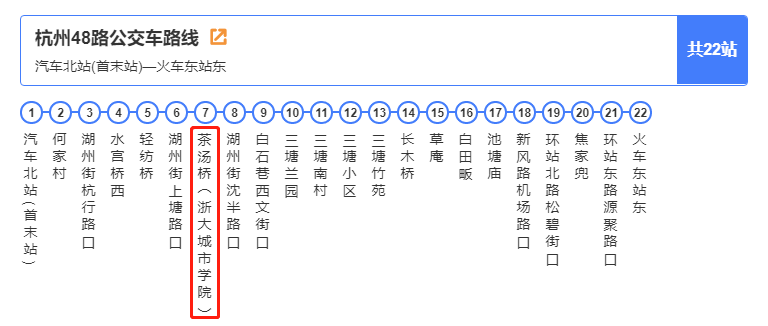 杭州48路公交车路线
汽车北站(首末站)—火车东站东
共22站
1 2 3 4 5 6 7 8 9 10 11 12 13 14 15 16 17 18 19 20 21 22
汽车北站(首末站)
何家村
湖州街杭行路口
水宫桥西
轻纺桥
湖州街上塘路口
茶汤桥(浙大城市学院)
湖州街沈半路口
白石巷西文街口
三塘兰园
三塘南村
三塘小区
三塘竹苑
长木桥
草庵
白田畈
池塘庙
新风路机场路口
环站北路松碧街口
焦家兜
环站东路源聚路口
火车东站东